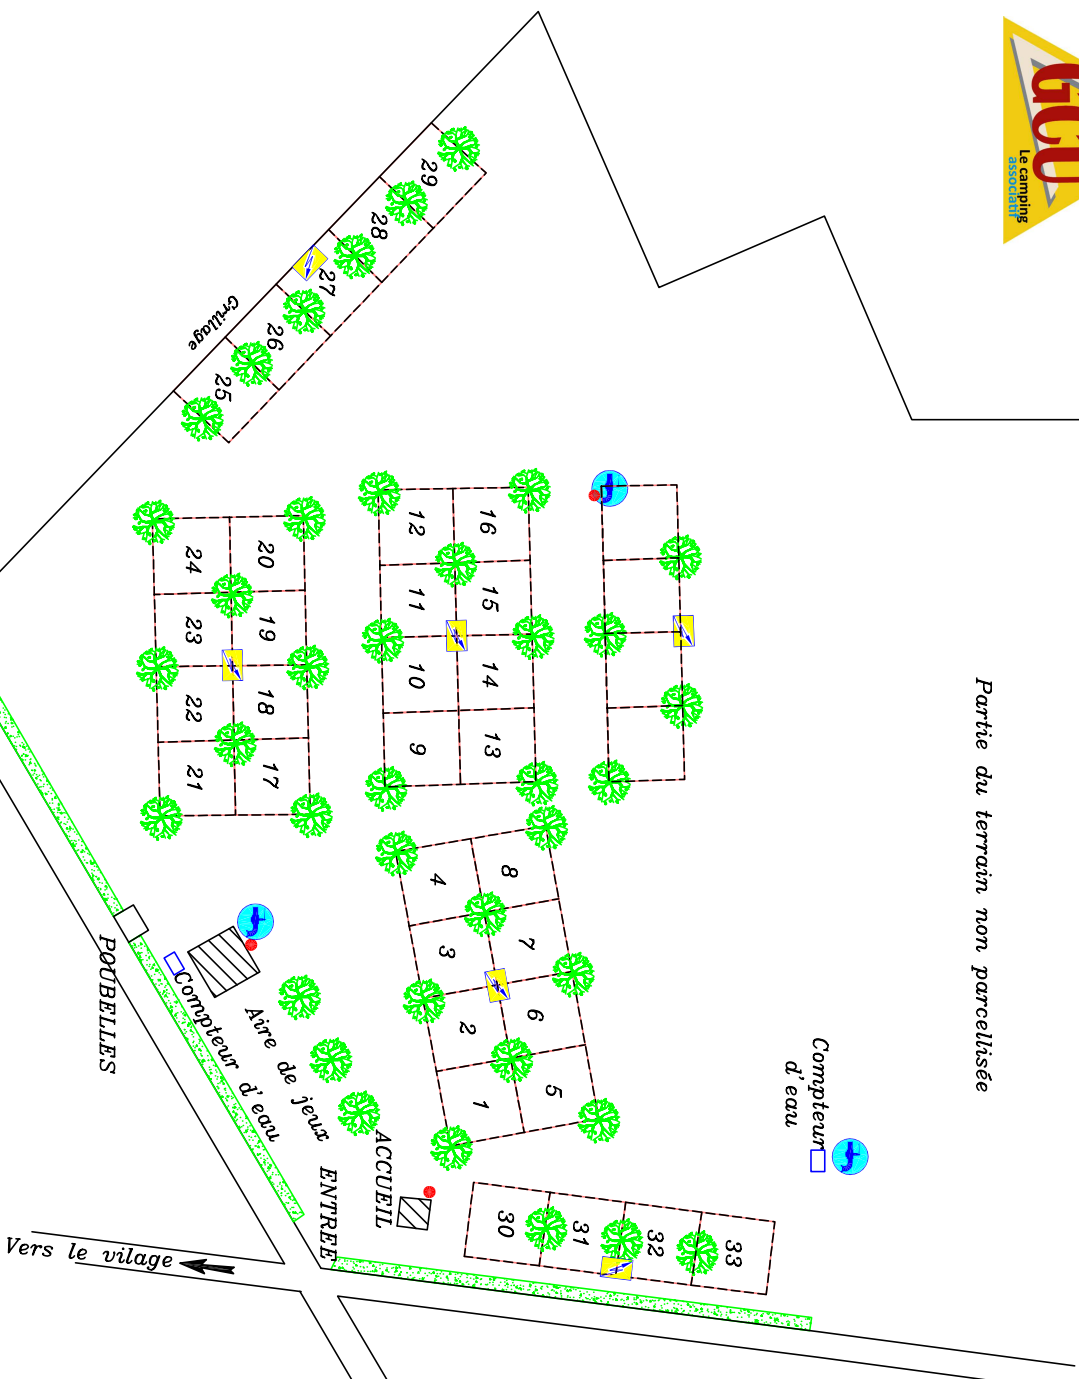 GCU
Le camping
associatif
Partie du terrain non parcellisée
Compteur
d'eau
29
28
27
26
25
Grillage
16
15
14
13
12
11
10
9
20
19
18
17
24
23
22
21
8
7
6
5
4
3
2
1
33
32
31
30
ACCUEIL
ENTREE
Aire de jeux
Compteur d'eau
POUBELLES
Vers le vilage